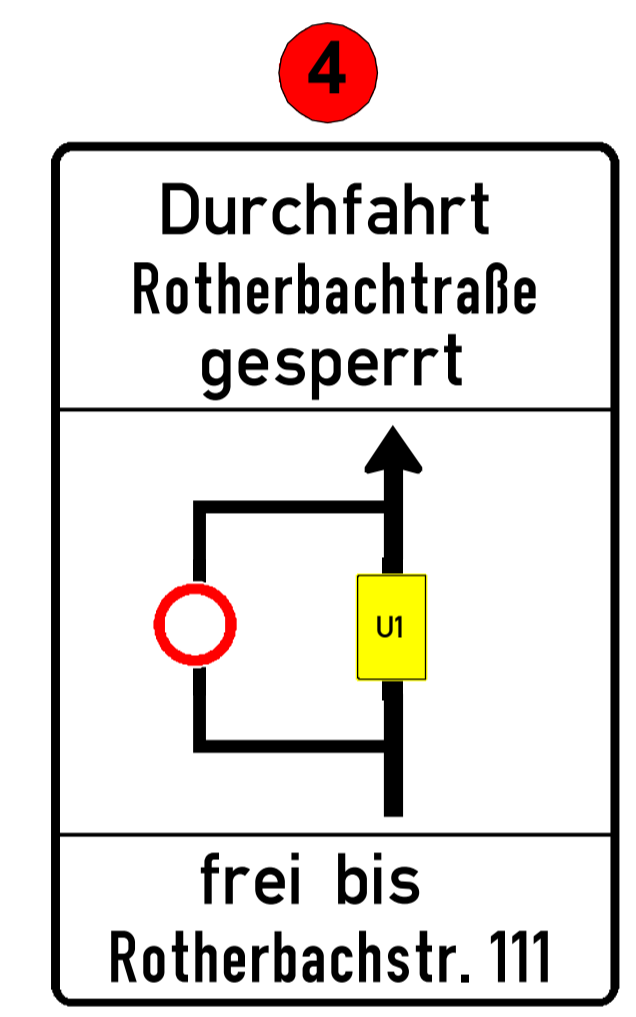 4
Durchfahrt
Rotherbachtraße
gesperrt
U1
frei bis
Rotherbachstr. 111